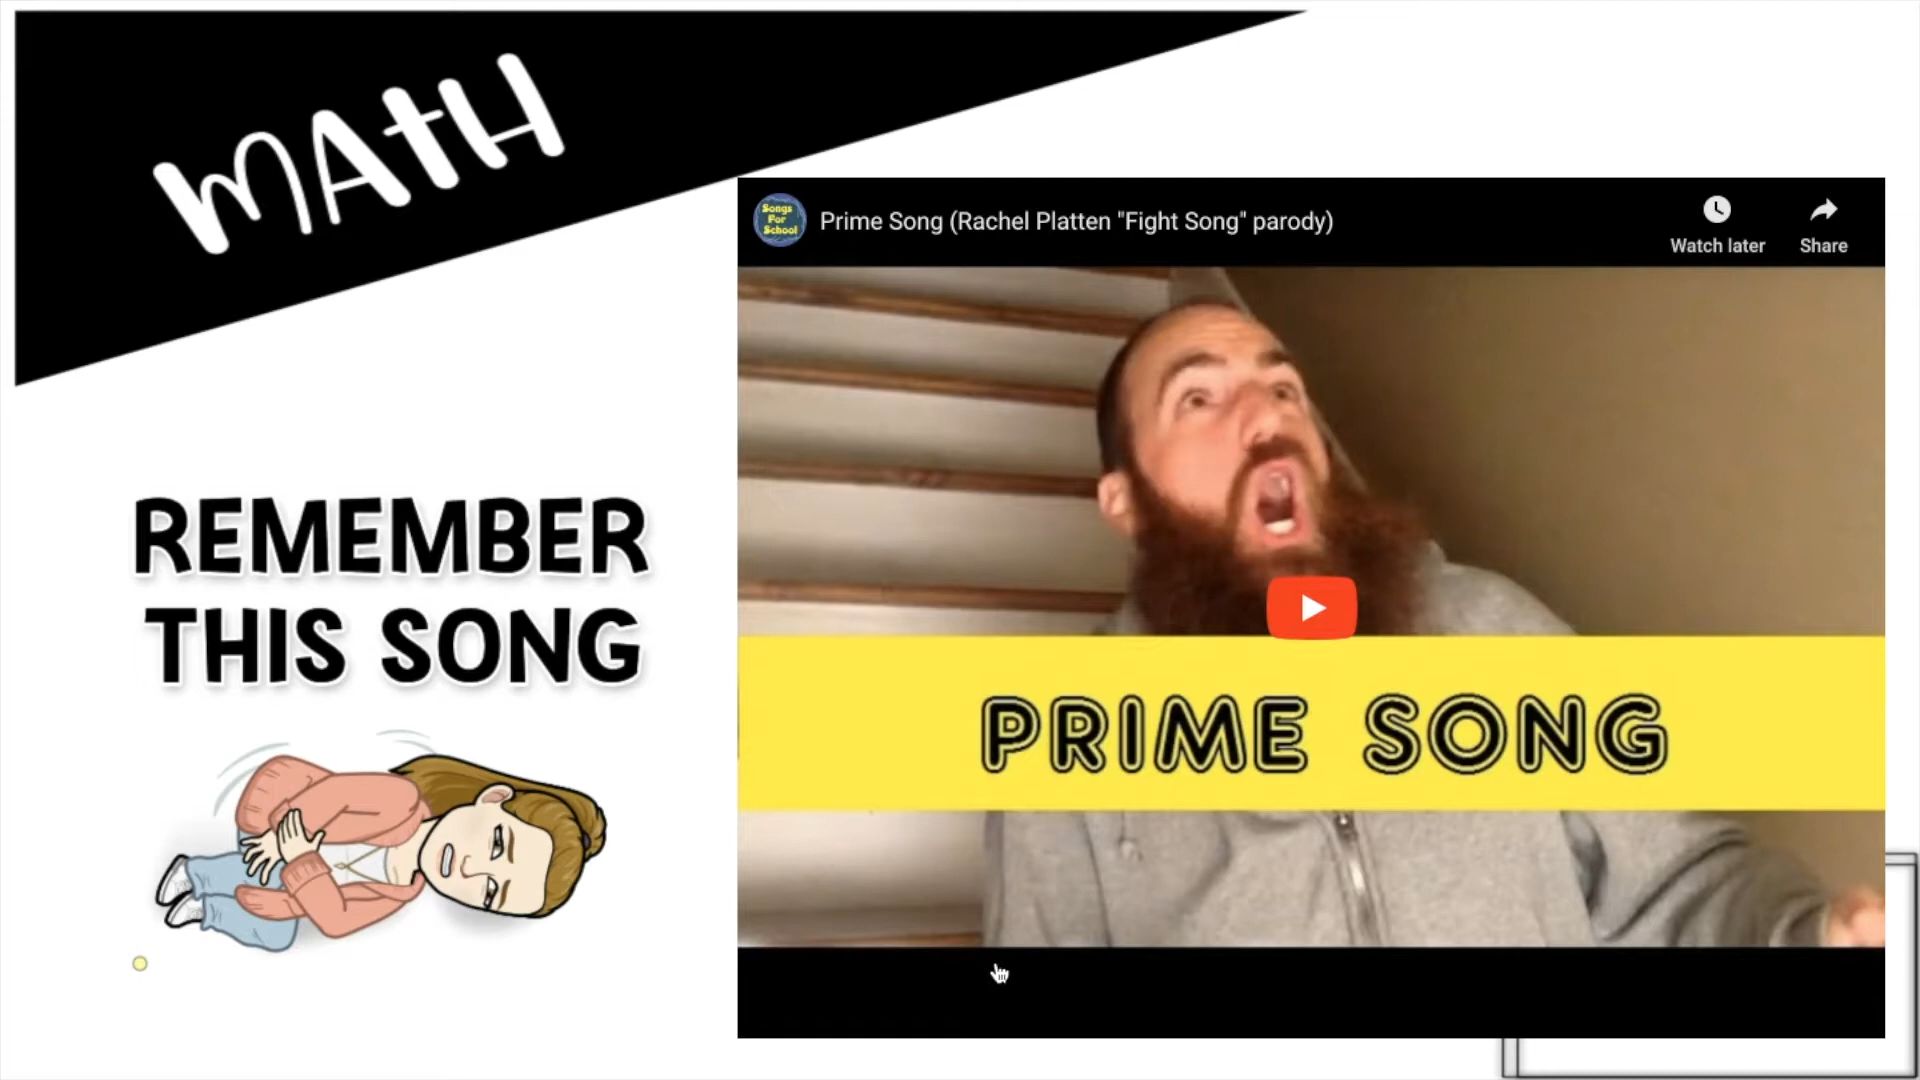 MATH
REMEMBER
THIS SONG
Songs
For
School
Prime Song (Rachel Platten "Fight Song" parody)
Watch later
Share
PRIME SONG